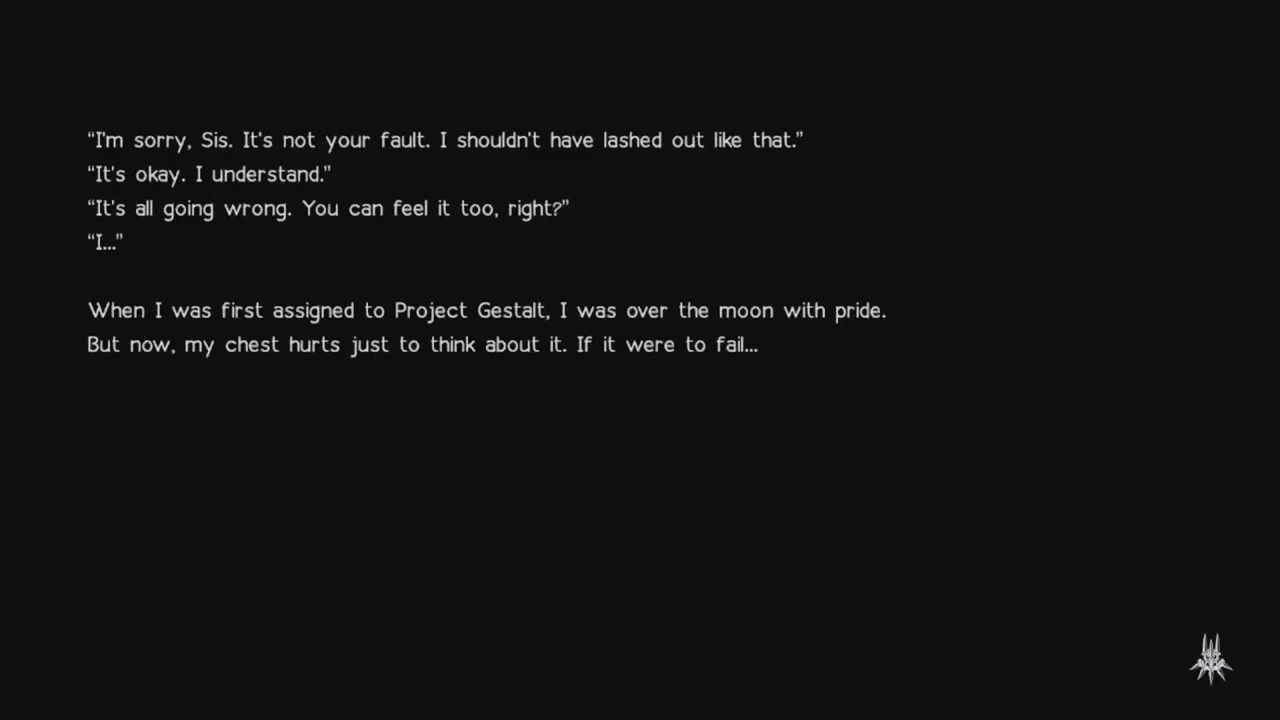 “I'm sorry, Sis. It's not your fault. I shouldn't have lashed out like that.”
“It's okay. I understand.”
“It's all going wrong. You can feel it too, right?”
“I...”
When I was first assigned to Project Gestalt, I was over the moon with pride.
But now, my chest hurts just to think about it. If it were to fail...